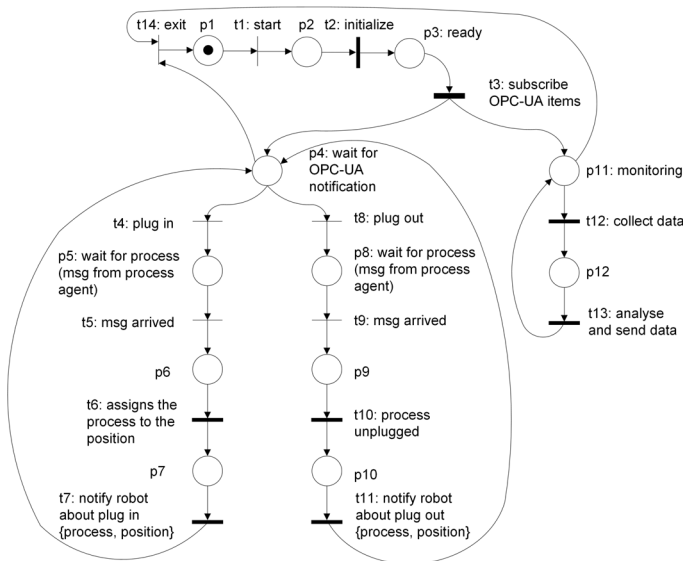 t14: exit p1 t1: start p2 t2: initialize
p3: ready
t3: subscribe
OPC-UA items
p4: wait for
OPC-UA
notification
p11: monitoring
t4: plug in
t8: plug out
t12: collect data
p5: wait for process
(msg from process
agent)
p8: wait for process
(msg from process
agent)
p12
t5: msg arrived
t9: msg arrived
t13: analyse
and send data
p6
p9
t6: assigns the
process to the
position
t10: process
unplugged
p7
p10
t7: notify robot
about plug in
{process, position}
t11: notify robot
about plug out
{process, position}